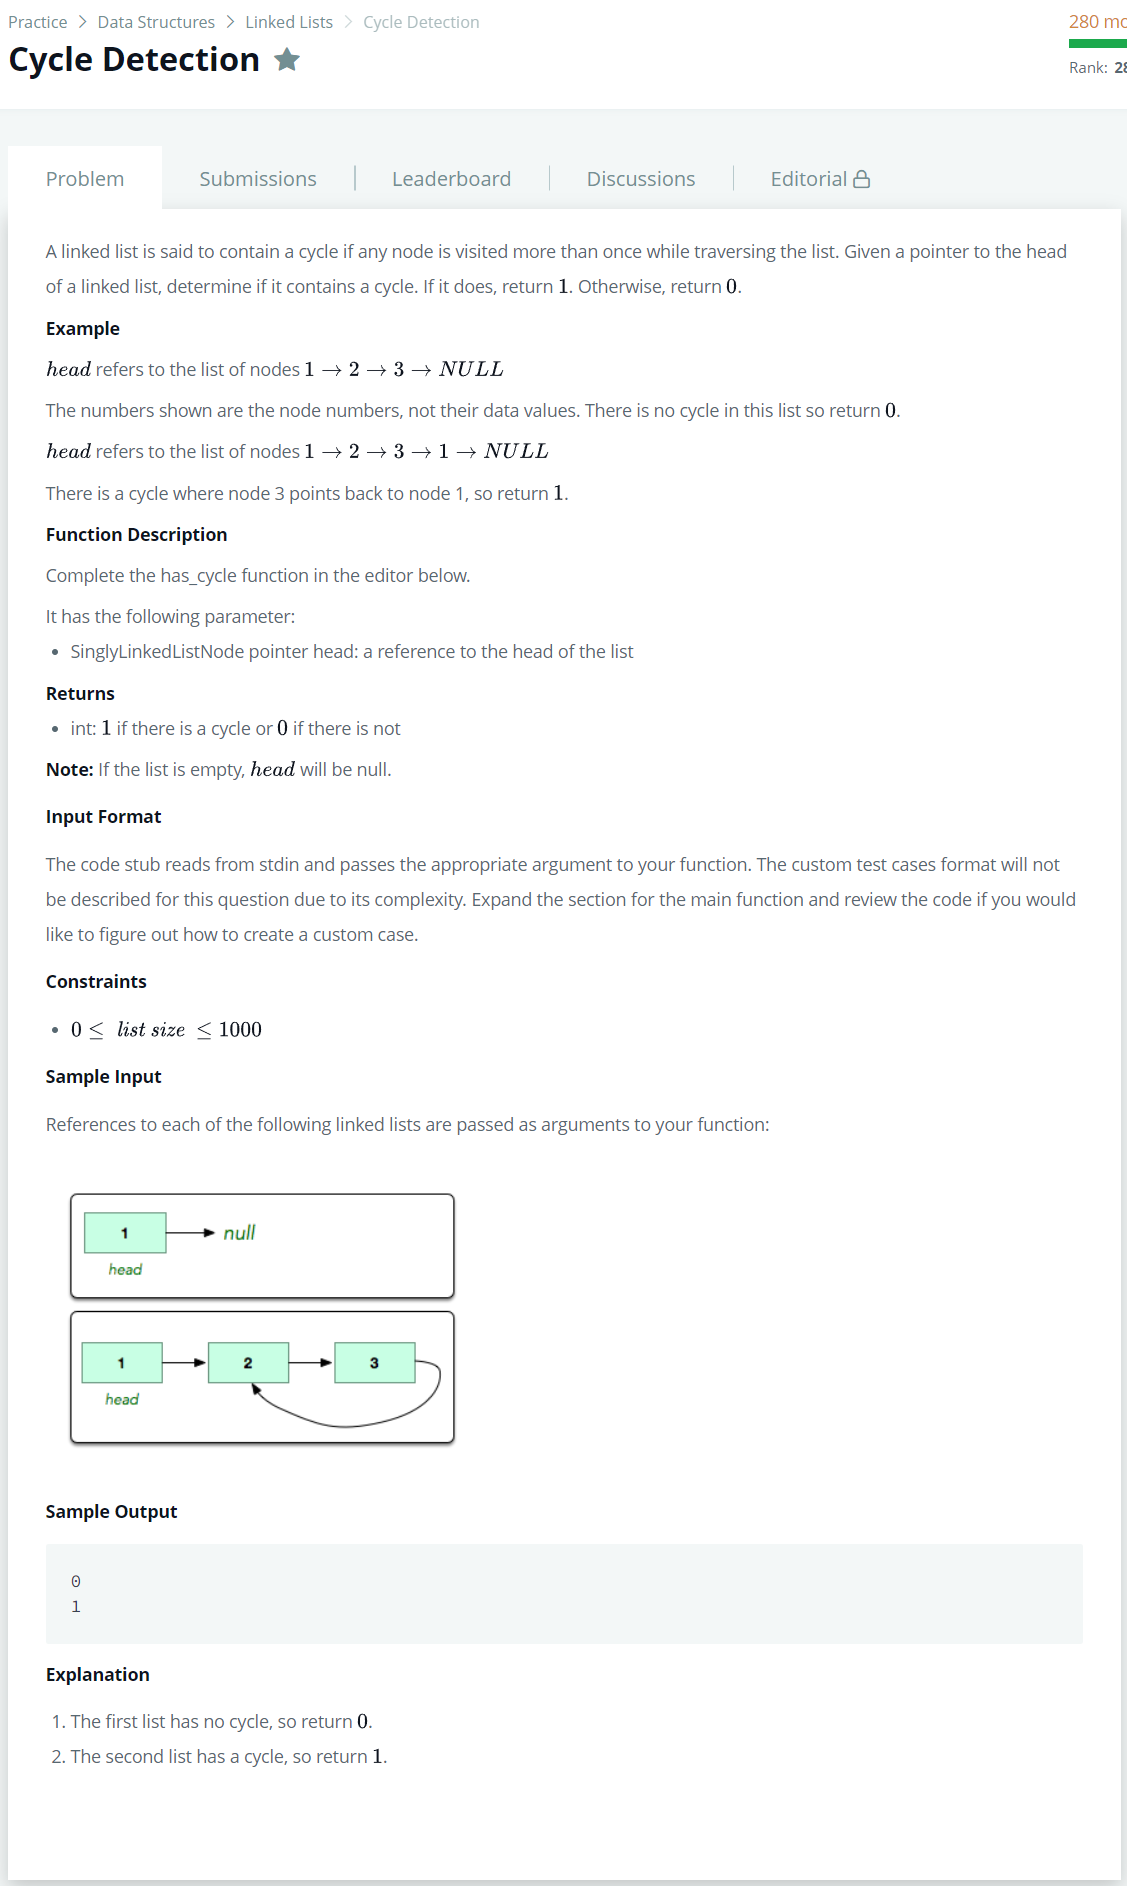 Practice > Data Structures > Linked Lists > Cycle Detection
280 mo
Cycle Detection ★
Rank: 28
Problem
Submissions
Leaderboard
Discussions
Editorial
A linked list is said to contain a cycle if any node is visited more than once while traversing the list. Given a pointer to the head
of a linked list, determine if it contains a cycle. If it does, return 1. Otherwise, return 0.
Example
head refers to the list of nodes 1 → 2 → 3 → NULL
The numbers shown are the node numbers, not their data values. There is no cycle in this list so return 0.
head refers to the list of nodes 1 → 2 → 3 → 1 → NULL
There is a cycle where node 3 points back to node 1, so return 1.
Function Description
Complete the has_cycle function in the editor below.
It has the following parameter:
• SinglyLinkedListNode pointer head: a reference to the head of the list
Returns
• int: 1 if there is a cycle or 0 if there is not
Note: If the list is empty, head will be null.
Input Format
The code stub reads from stdin and passes the appropriate argument to your function. The custom test cases format will not
be described for this question due to its complexity. Expand the section for the main function and review the code if you would
like to figure out how to create a custom case.
Constraints
• 0 ≤ list size ≤ 1000
Sample Input
References to each of the following linked lists are passed as arguments to your function:
1 null
head
1 2 3
head
Sample Output
0
1
Explanation
1. The first list has no cycle, so return 0.
2. The second list has a cycle, so return 1.